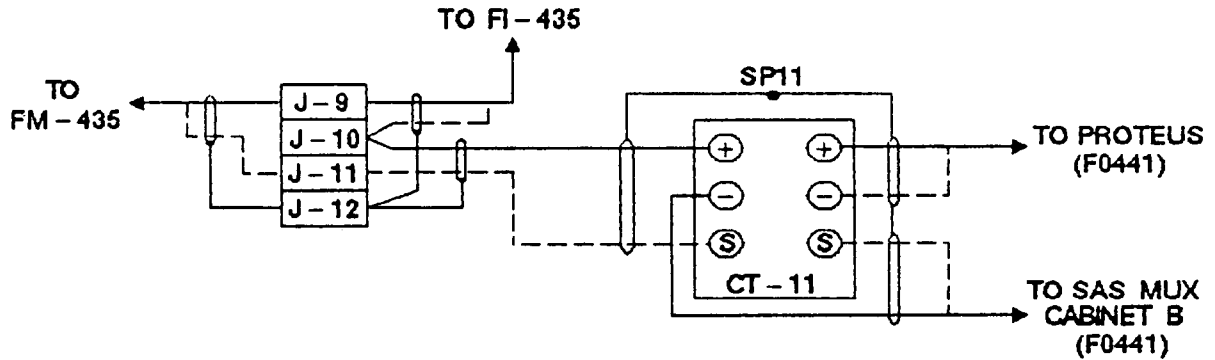 TO FI-435
TO
FM-435
J-9
J-10
J-11
J-12
SP11
+
+
-
-
S
S
CT-11
TO PROTEUS
(F0441)
TO SAS MUX
CABINET B
(F0441)